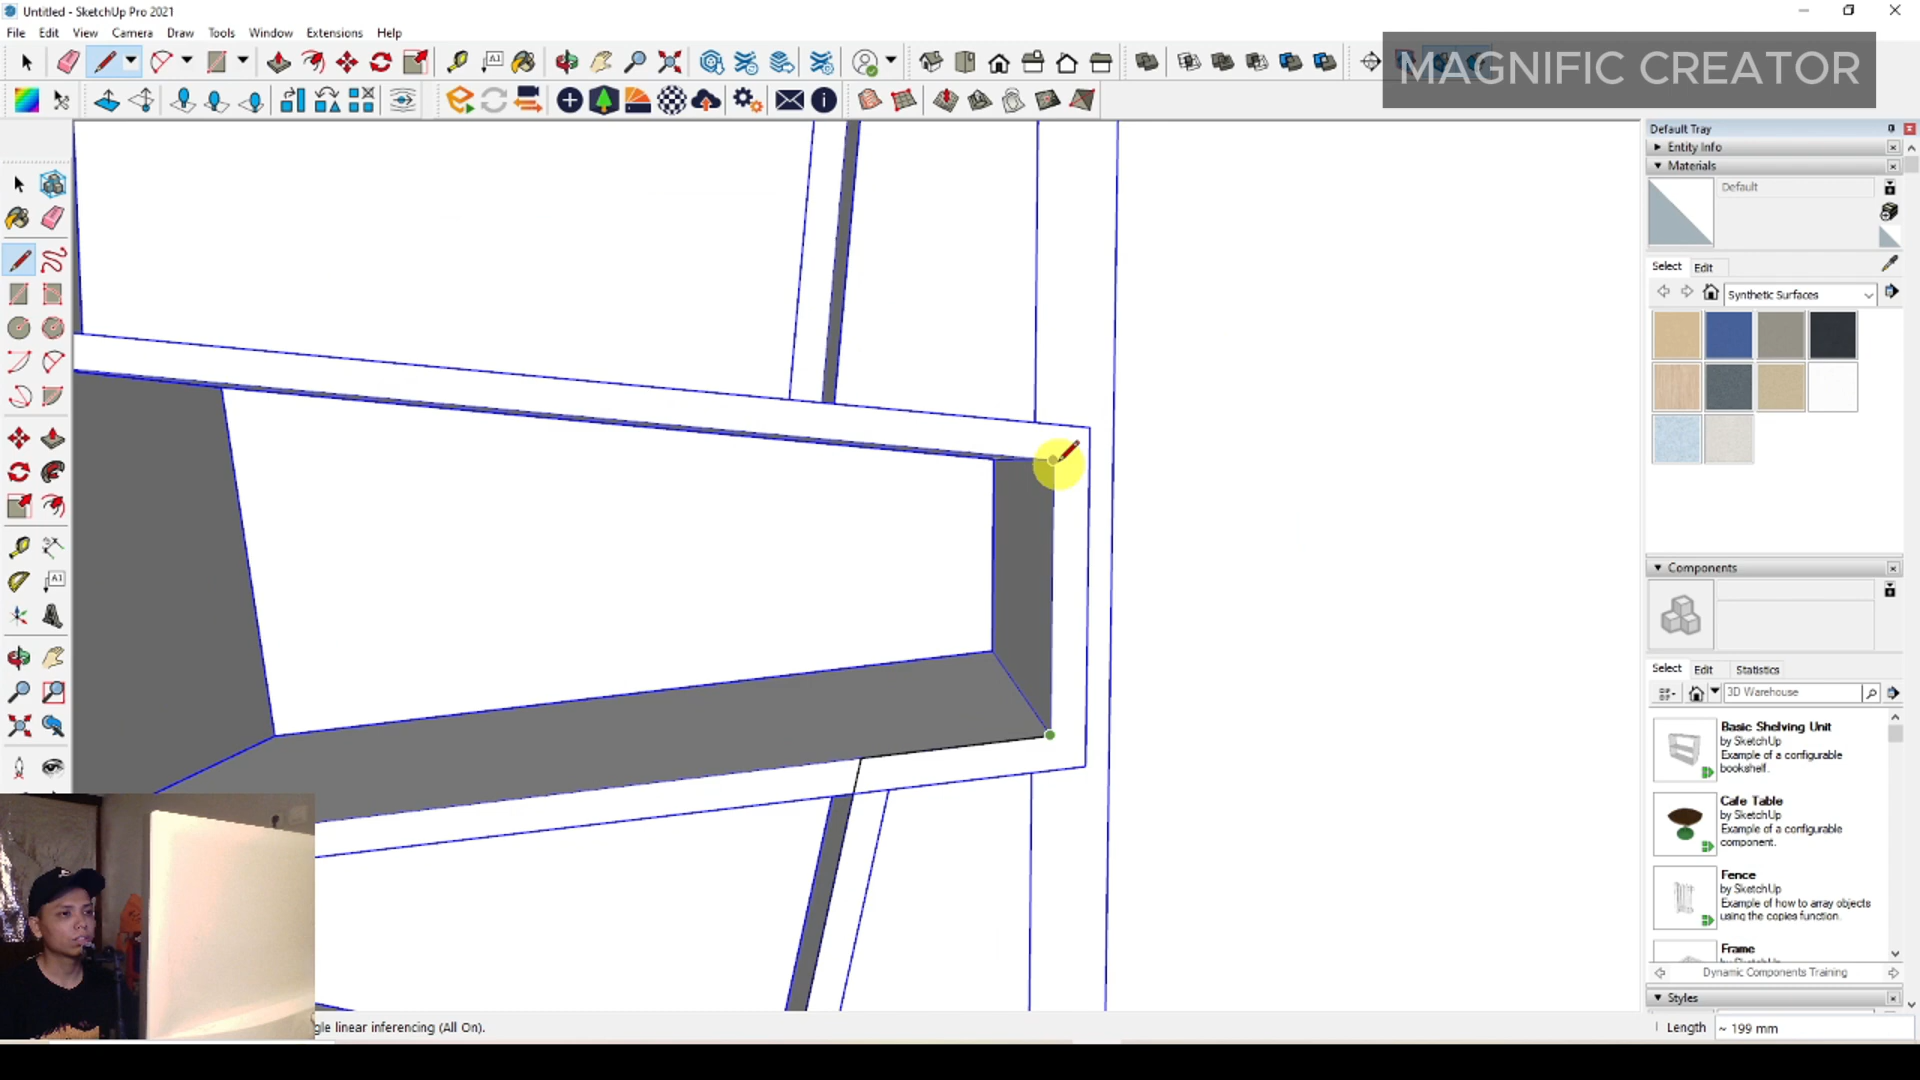 Untitled - SketchUp Pro 2021
File Edit View Camera Draw Tools Window Extensions Help
MAGNIFIC CREATOR
Default Tray
Entity Info
Materials
Default
Select Edit
Synthetic Surfaces
Components
Select Edit Statistics
3D Warehouse
Basic Shelving Unit
by SketchUp
Example of a configurable
bookshelf.
Cafe Table
by SketchUp
Example of a configurable
component.
Fence
by SketchUp
Example of how to array objects
using the copies function.
Frame
Dynamic Components Training
Styles
gle linear inferencing (All On).
Length ~ 199 mm